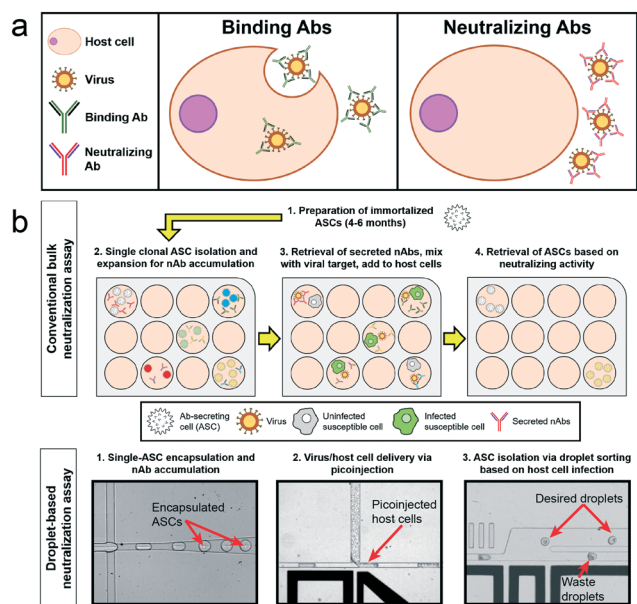 a
Host cell
Virus
Binding Ab
Neutralizing
Ab
Binding Abs
Neutralizing Abs
b
Conventional bulk
neutralization assay
1. Preparation of immortalized
ASCs (4-6 months)
2. Single clonal ASC isolation and
expansion for nAb accumulation
3. Retrieval of secreted nAbs, mix
with viral target, add to host cells
4. Retrieval of ASCs based on
neutralizing activity
Ab-secreting
cell (ASC)
Virus
Uninfected
susceptible cell
Infected
susceptible cell
Secreted nAbs
Droplet-based
neutralization assay
1. Single-ASC encapsulation and
nAb accumulation
2. Virus/host cell delivery via
picoinjection
3. ASC isolation via droplet sorting
based on host cell infection
Encapsulated
ASCs
Picoinjected
host cells
Desired droplets
Waste
droplets